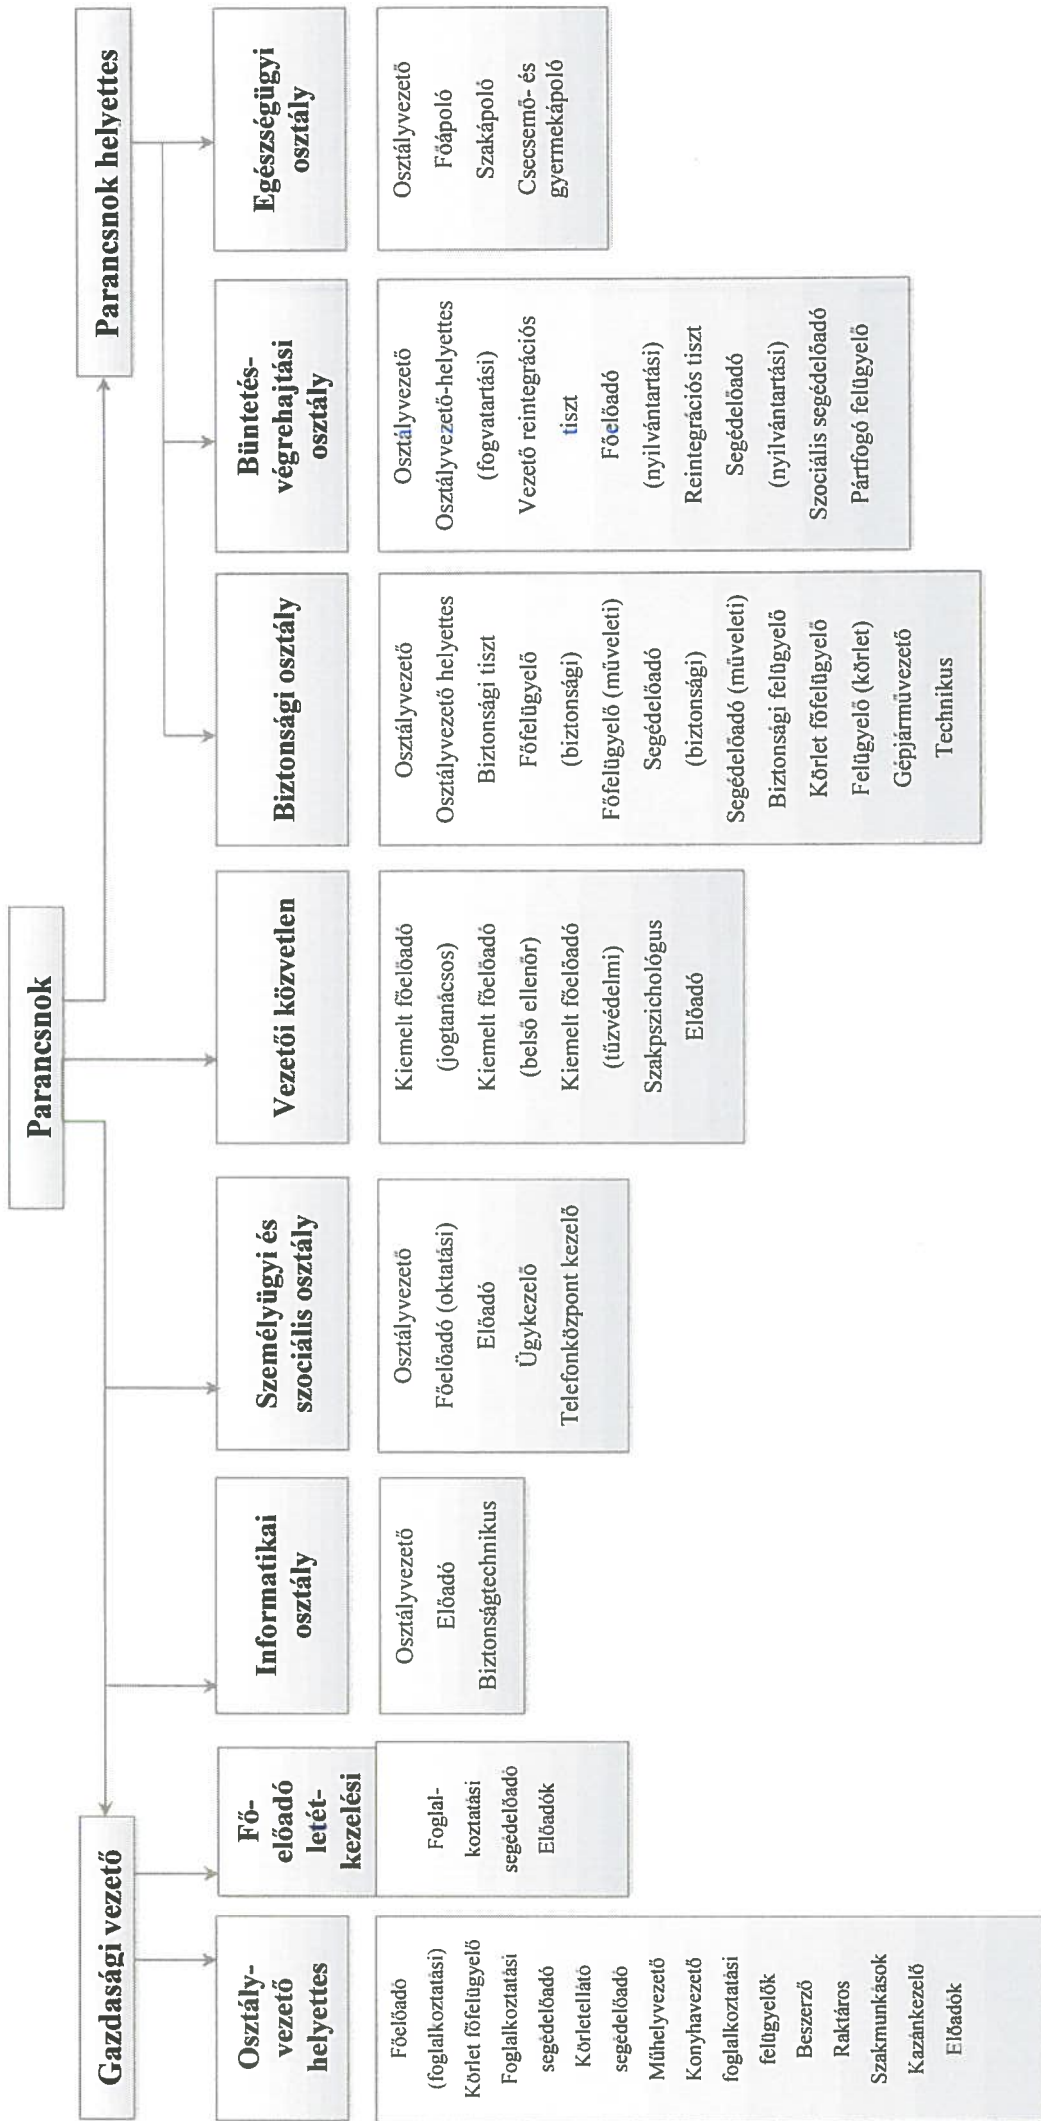 Parancsnok
Gazdasági vezető
Parancsnok helyettes
Osztály-
vezető
helyettes
Fő-
előadó
letét-
kezelési
Informatikai
osztály
Személyügyi és
szociális osztály
Vezetői közvetlen
Biztonsági osztály
Büntetés-
végrehajtási
osztály
Egészségügyi
osztály
Főelőadó
(foglalkoztatási)
Körlet főfelügyelő
Foglalkoztatási
segédelőadó
Körletellátó
segédelőadó
Műhelyvezető
Konyhavezető
foglalkoztatási
felügyelők
Beszerző
Raktáros
Szakmunkások
Kazánkezelő
Előadók
Foglal-
koztatási
segédelőadó
Előadók
Osztályvezető
Előadó
Biztonságtechnikus
Osztályvezető
Főelőadó (oktatási)
Előadó
Ügykezelő
Telefonközpont kezelő
Kiemelt főelőadó
(jogtanácsos)
Kiemelt főelőadó
(belső ellenőr)
Kiemelt főelőadó
(tűzvédelmi)
Szakpszichológus
Előadó
Osztályvezető
Osztályvezető helyettes
Biztonsági tiszt
Főfelügyelő
(biztonsági)
Főfelügyelő (műveleti)
Segédelőadó
(biztonsági)
Segédelőadó (műveleti)
Biztonsági felügyelő
Körlet főfelügyelő
Felügyelő (körlet)
Gépjárművezető
Technikus
Osztályvezető
Osztályvezető-helyettes
(fogvatartási)
Vezető reintegrációs
tiszt
Főelőadó
(nyilvántartási)
Reintegrációs tiszt
Segédelőadó
(nyilvántartási)
Szociális segédelőadó
Pártfogó felügyelő
Osztályvezető
Főápoló
Szakápoló
Csecsemő- és
gyermekápoló